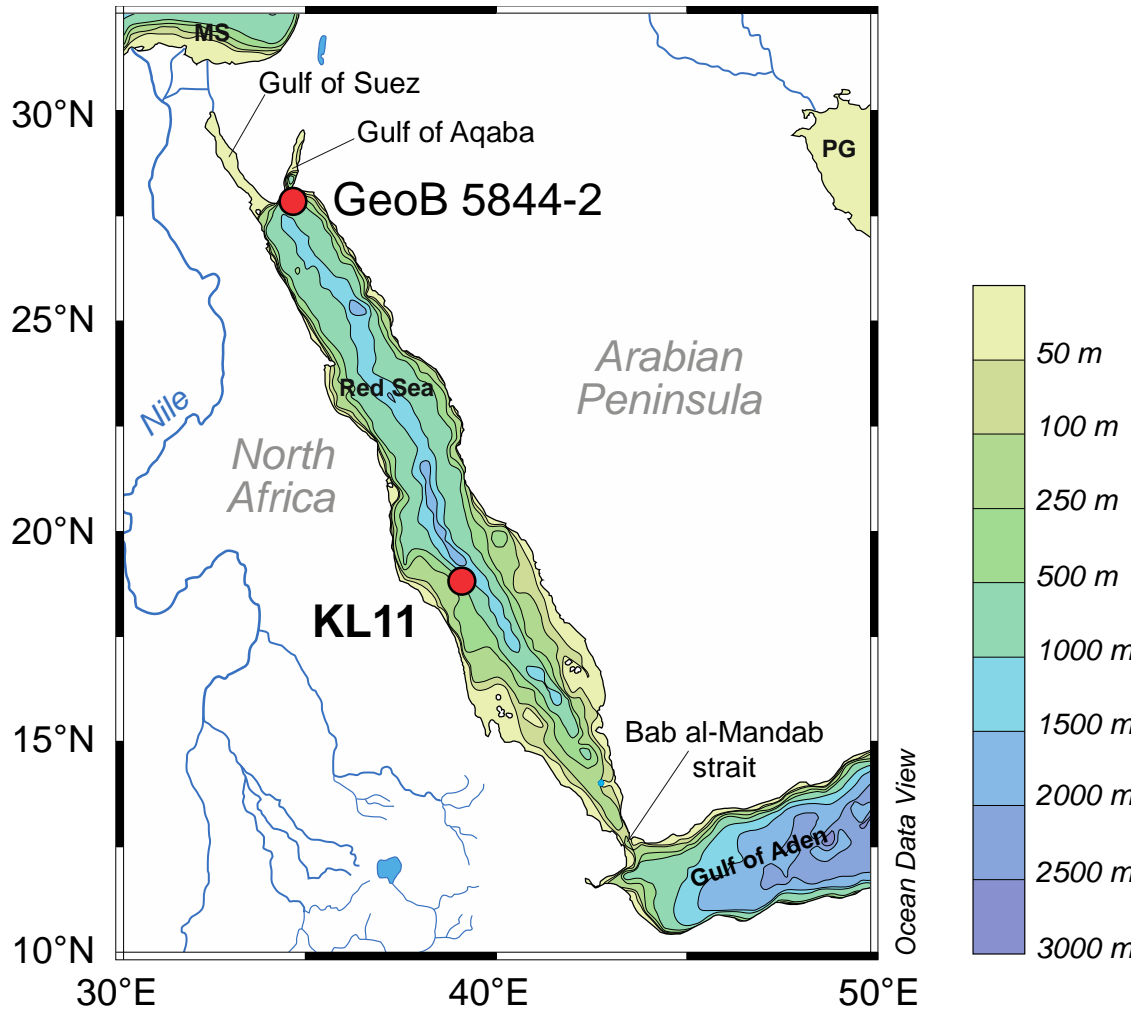 MS
Gulf of Suez
30°N
Gulf of Aqaba
PG
GeoB 5844-2
25°N
50 m
Arabian
Peninsula
Red Sea
Nile
100 m
North
Africa
250 m
20°N
500 m
KL11
1000 m
1500 m
Bab al-Mandab
strait
15°N
2000 m
Gulf of Aden
2500 m
Ocean Data View
10°N
3000 m
30°E
40°E
50°E